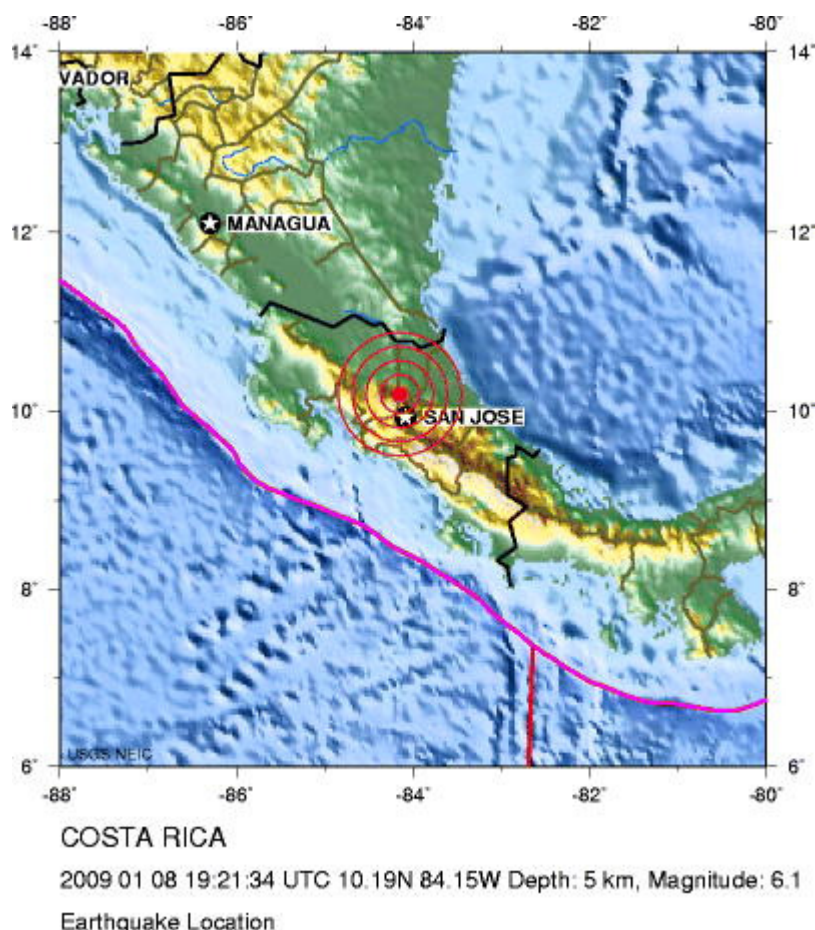 -88° -86° -84° -82° -80°
14° 14°
VADOR
MANAGUA
12° 12°
SAN JOSE
10° 10°
8° 8°
USGS NEIC
6° 6°
-88° -86° -84° -82° -80°
COSTA RICA
2009 01 08 19:21:34 UTC 10.19N 84.15W Depth: 5 km, Magnitude: 6.1
Earthquake Location